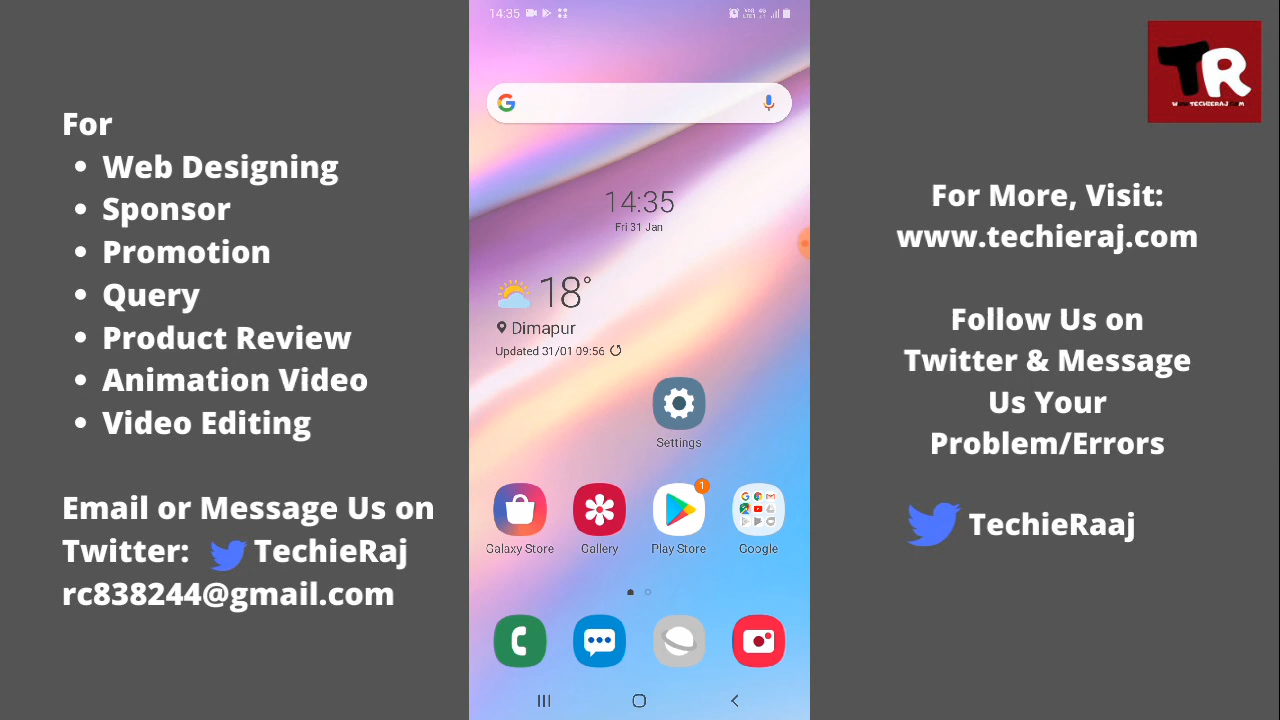 For
• Web Designing
• Sponsor
• Promotion
• Query
• Product Review
• Animation Video
• Video Editing
Email or Message Us on
Twitter: TechieRaj
rc838244@gmail.com
14:35
G
14:35
Fri 31 Jan
18°
Dimapur
Updated 31/01 09:56
Settings
1
Galaxy Store
Gallery
Play Store
Google
TR
WWW.TECHIERAJ.COM
For More, Visit:
www.techieraj.com
Follow Us on
Twitter & Message
Us Your
Problem/Errors
TechieRaaj